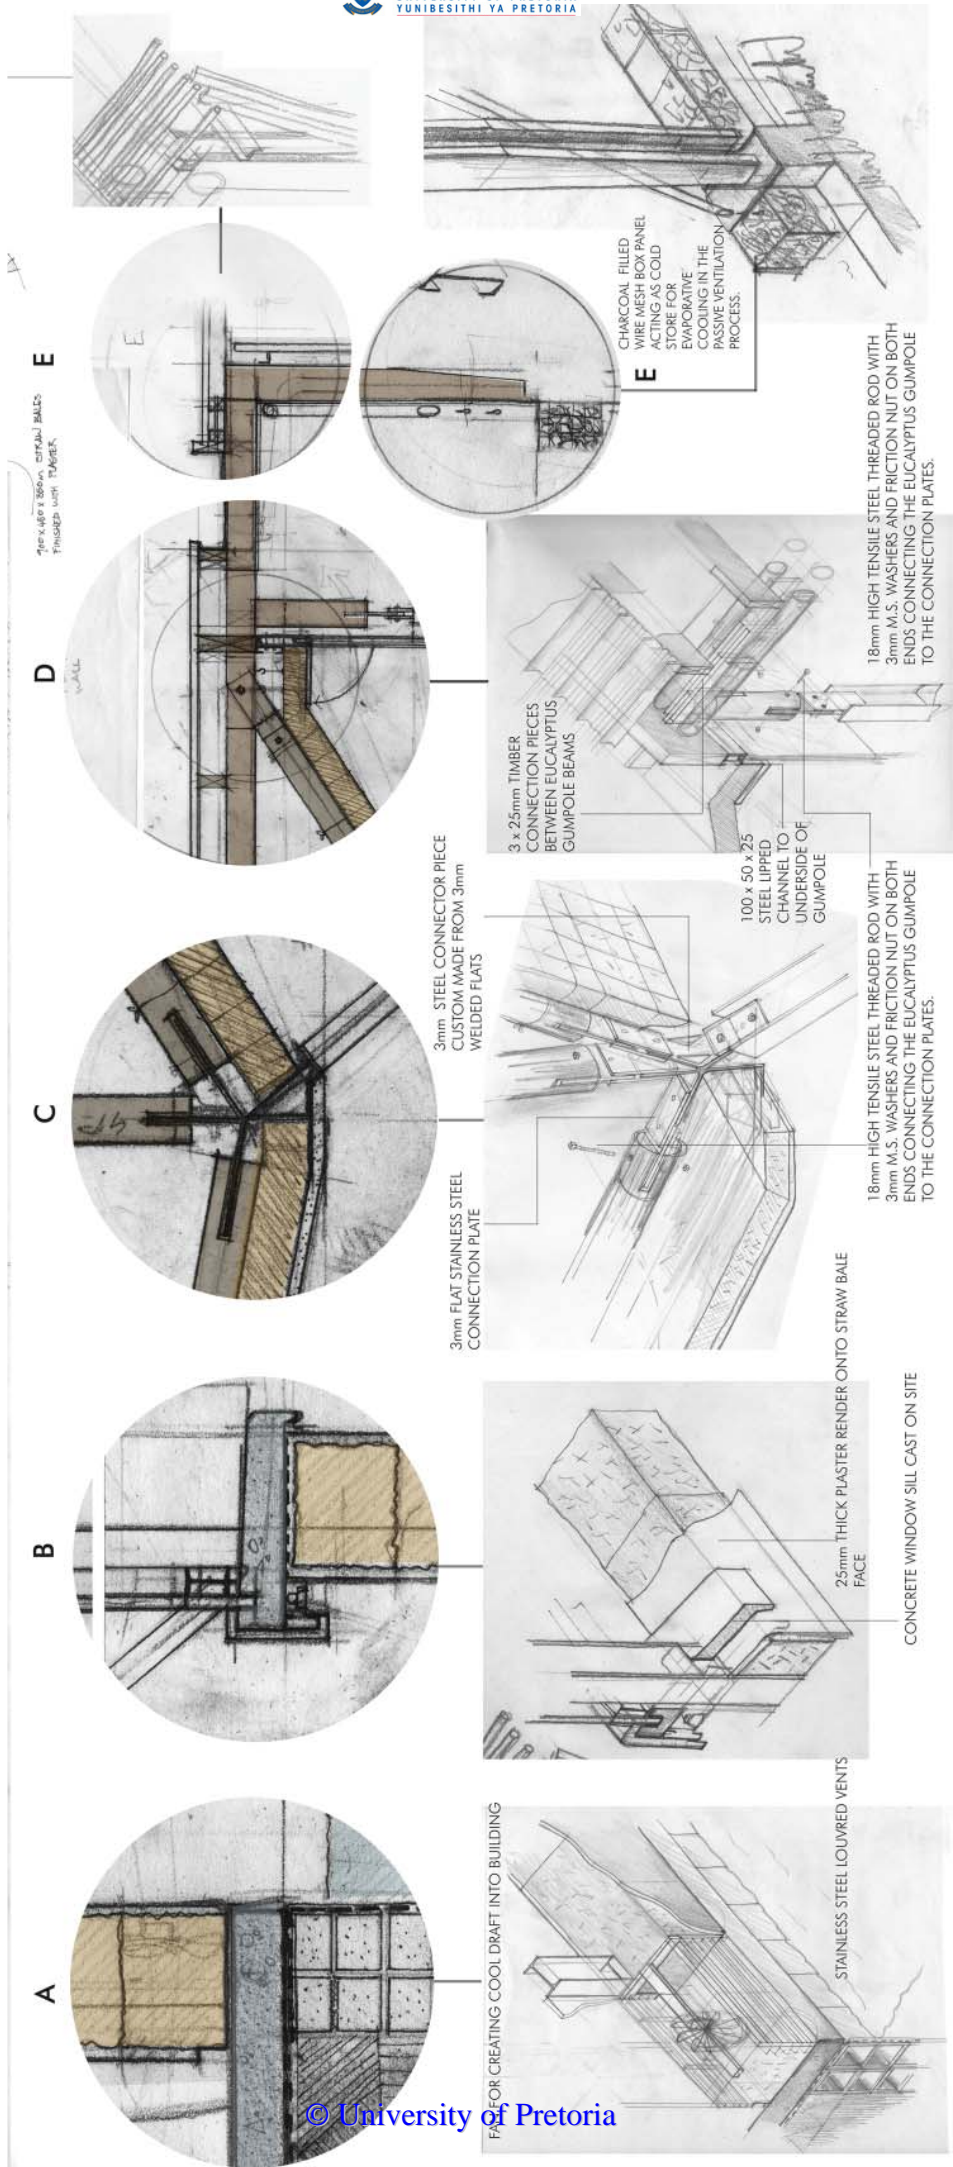 YUNIBESITHI YA PRETORIA
A
B
C
D
E
FINISHED WITH PLASTER
E
CHARCOAL FILLED
WIRE MESH BOX PANEL
ACTING AS COLD
STORE FOR
EVAPORATIVE
COOLING IN THE
PASSIVE VENTILATION
PROCESS.
E
3 x 25mm TIMBER
CONNECTION PIECES
BETWEEN EUCALYPTUS
GUMPOLE BEAMS
100 x 50 x 25
STEEL LIPPED
CHANNEL TO
UNDERSIDE OF
GUMPOLE
18mm HIGH TENSILE STEEL THREADED ROD WITH
3mm M.S. WASHERS AND FRICTION NUT ON BOTH
ENDS CONNECTING THE EUCALYPTUS GUMPOLE
TO THE CONNECTION PLATES.
3mm STEEL CONNECTOR PIECE
CUSTOM MADE FROM 3mm
WELDED FLATS
3mm FLAT STAINLESS STEEL
CONNECTION PLATE
18mm HIGH TENSILE STEEL THREADED ROD WITH
3mm M.S. WASHERS AND FRICTION NUT ON BOTH
ENDS CONNECTING THE EUCALYPTUS GUMPOLE
TO THE CONNECTION PLATES.
25mm THICK PLASTER RENDER ONTO STRAW BALE
FACE
CONCRETE WINDOW SILL CAST ON SITE
FAN FOR CREATING COOL DRAFT INTO BUILDING
STAINLESS STEEL LOUVRED VENTS
© University of Pretoria